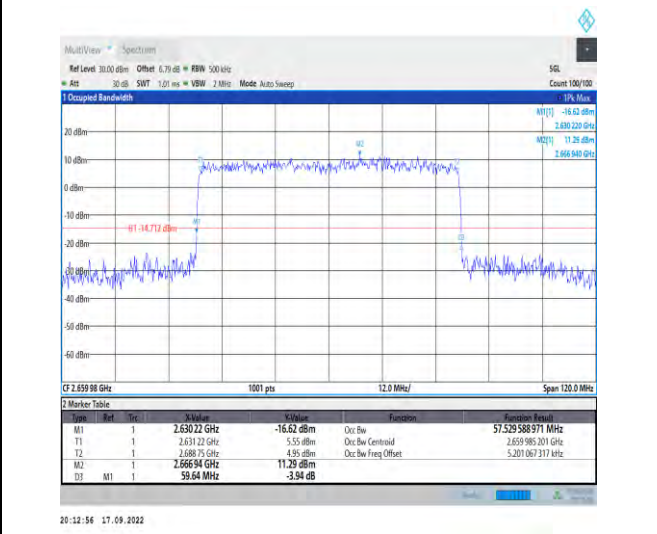 MultiView Spectrum
Ref Level 30.00 dBm Offset 6.79 dB RBW 500 kHz SGL
Att 30 dB SWT 1.01 ms VBW 2 MHz Mode Auto Sweep Count 100/100
1 Occupied Bandwidth 1Pk Max
M1[1] -16.62 dBm
2.630 220 GHz
M2[1] 11.29 dBm
2.666 940 GHz
20 dBm
M2
10 dBm
0 dBm
-10 dBm
H1 -14.712 dBm M1
-20 dBm
D3
-30 dBm
-40 dBm
-50 dBm
-60 dBm
CF 2.659 98 GHz 1001 pts 12.0 MHz/ Span 120.0 MHz
2 Marker Table
Type Ref Trc X-Value Y-Value Function Function Result
M1 1 2.630 22 GHz -16.62 dBm Occ Bw 57.529 588 971 MHz
T1 1 2.631 22 GHz 5.55 dBm Occ Bw Centroid 2.659 985 201 GHz
T2 1 2.688 75 GHz 4.95 dBm Occ Bw Freq Offset 5.201 067 317 kHz
M2 1 2.666 94 GHz 11.29 dBm
D3 M1 1 59.64 MHz -3.94 dB
20:12:56 17.09.2022